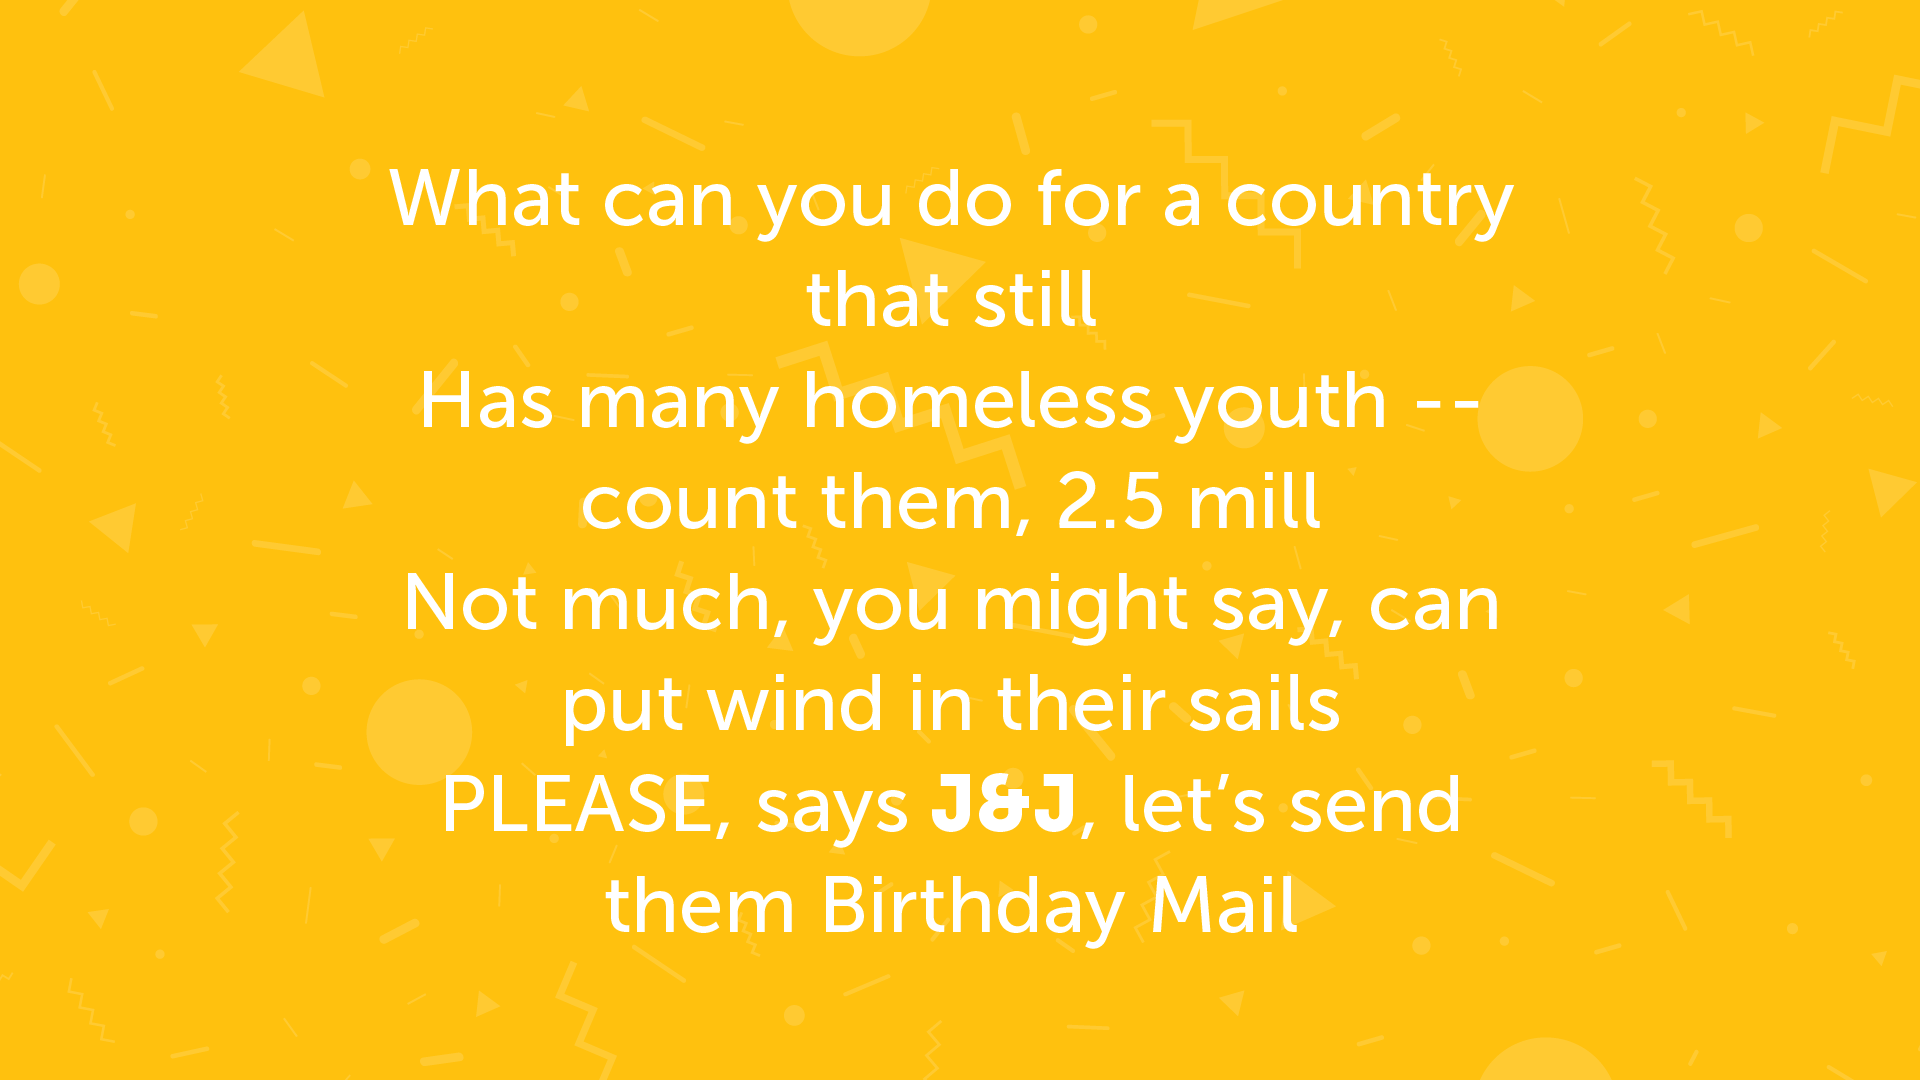 What can you do for a country
that still
Has many homeless youth --
count them, 2.5 mill
Not much, you might say, can
put wind in their sails
PLEASE, says J&J, let’s send
them Birthday Mail